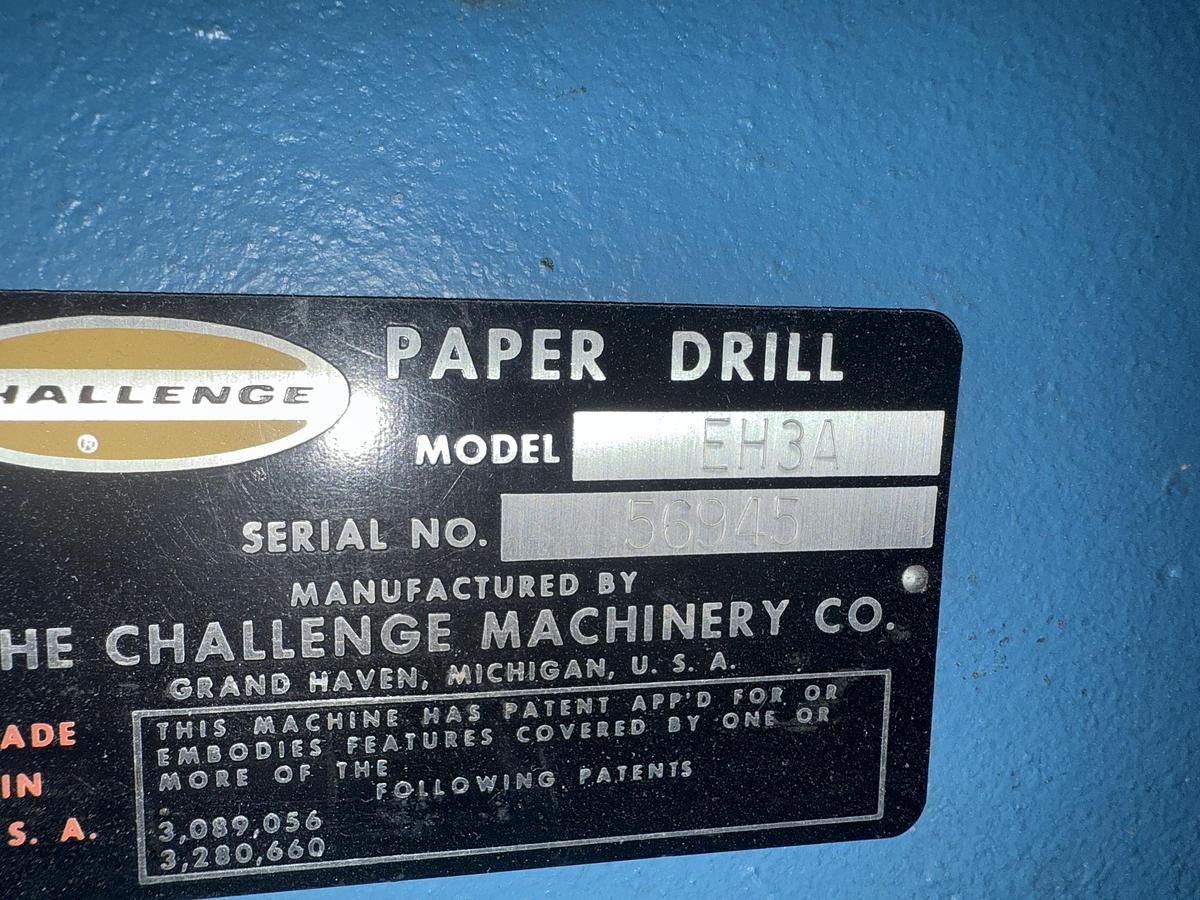 HALLENGE
®
PAPER DRILL
MODEL EH3A
SERIAL NO. 56945
MANUFACTURED BY
HE CHALLENGE MACHINERY CO.
GRAND HAVEN, MICHIGAN, U. S. A.
ADE
IN
S. A.
THIS MACHINE HAS PATENT APP'D FOR OR
EMBODIES FEATURES COVERED BY ONE OR
MORE OF THE
FOLLOWING PATENTS
3,089,056
3,280,660